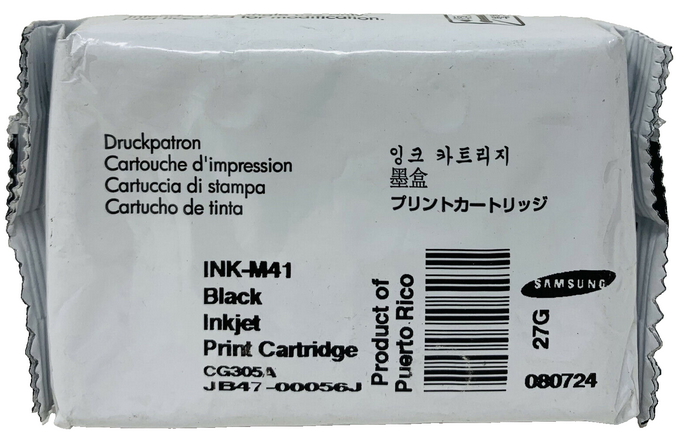 for modification.
Druckpatron
Cartouche d'impression
Cartuccia di stampa
Cartucho de tinta
잉크 카트리지
墨盒
プリントカートリッジ
INK-M41
Black
Inkjet
Print Cartridge
CG305A
JB47-00056J
Product of
Puerto Rico
SAMSUNG
27G
080724